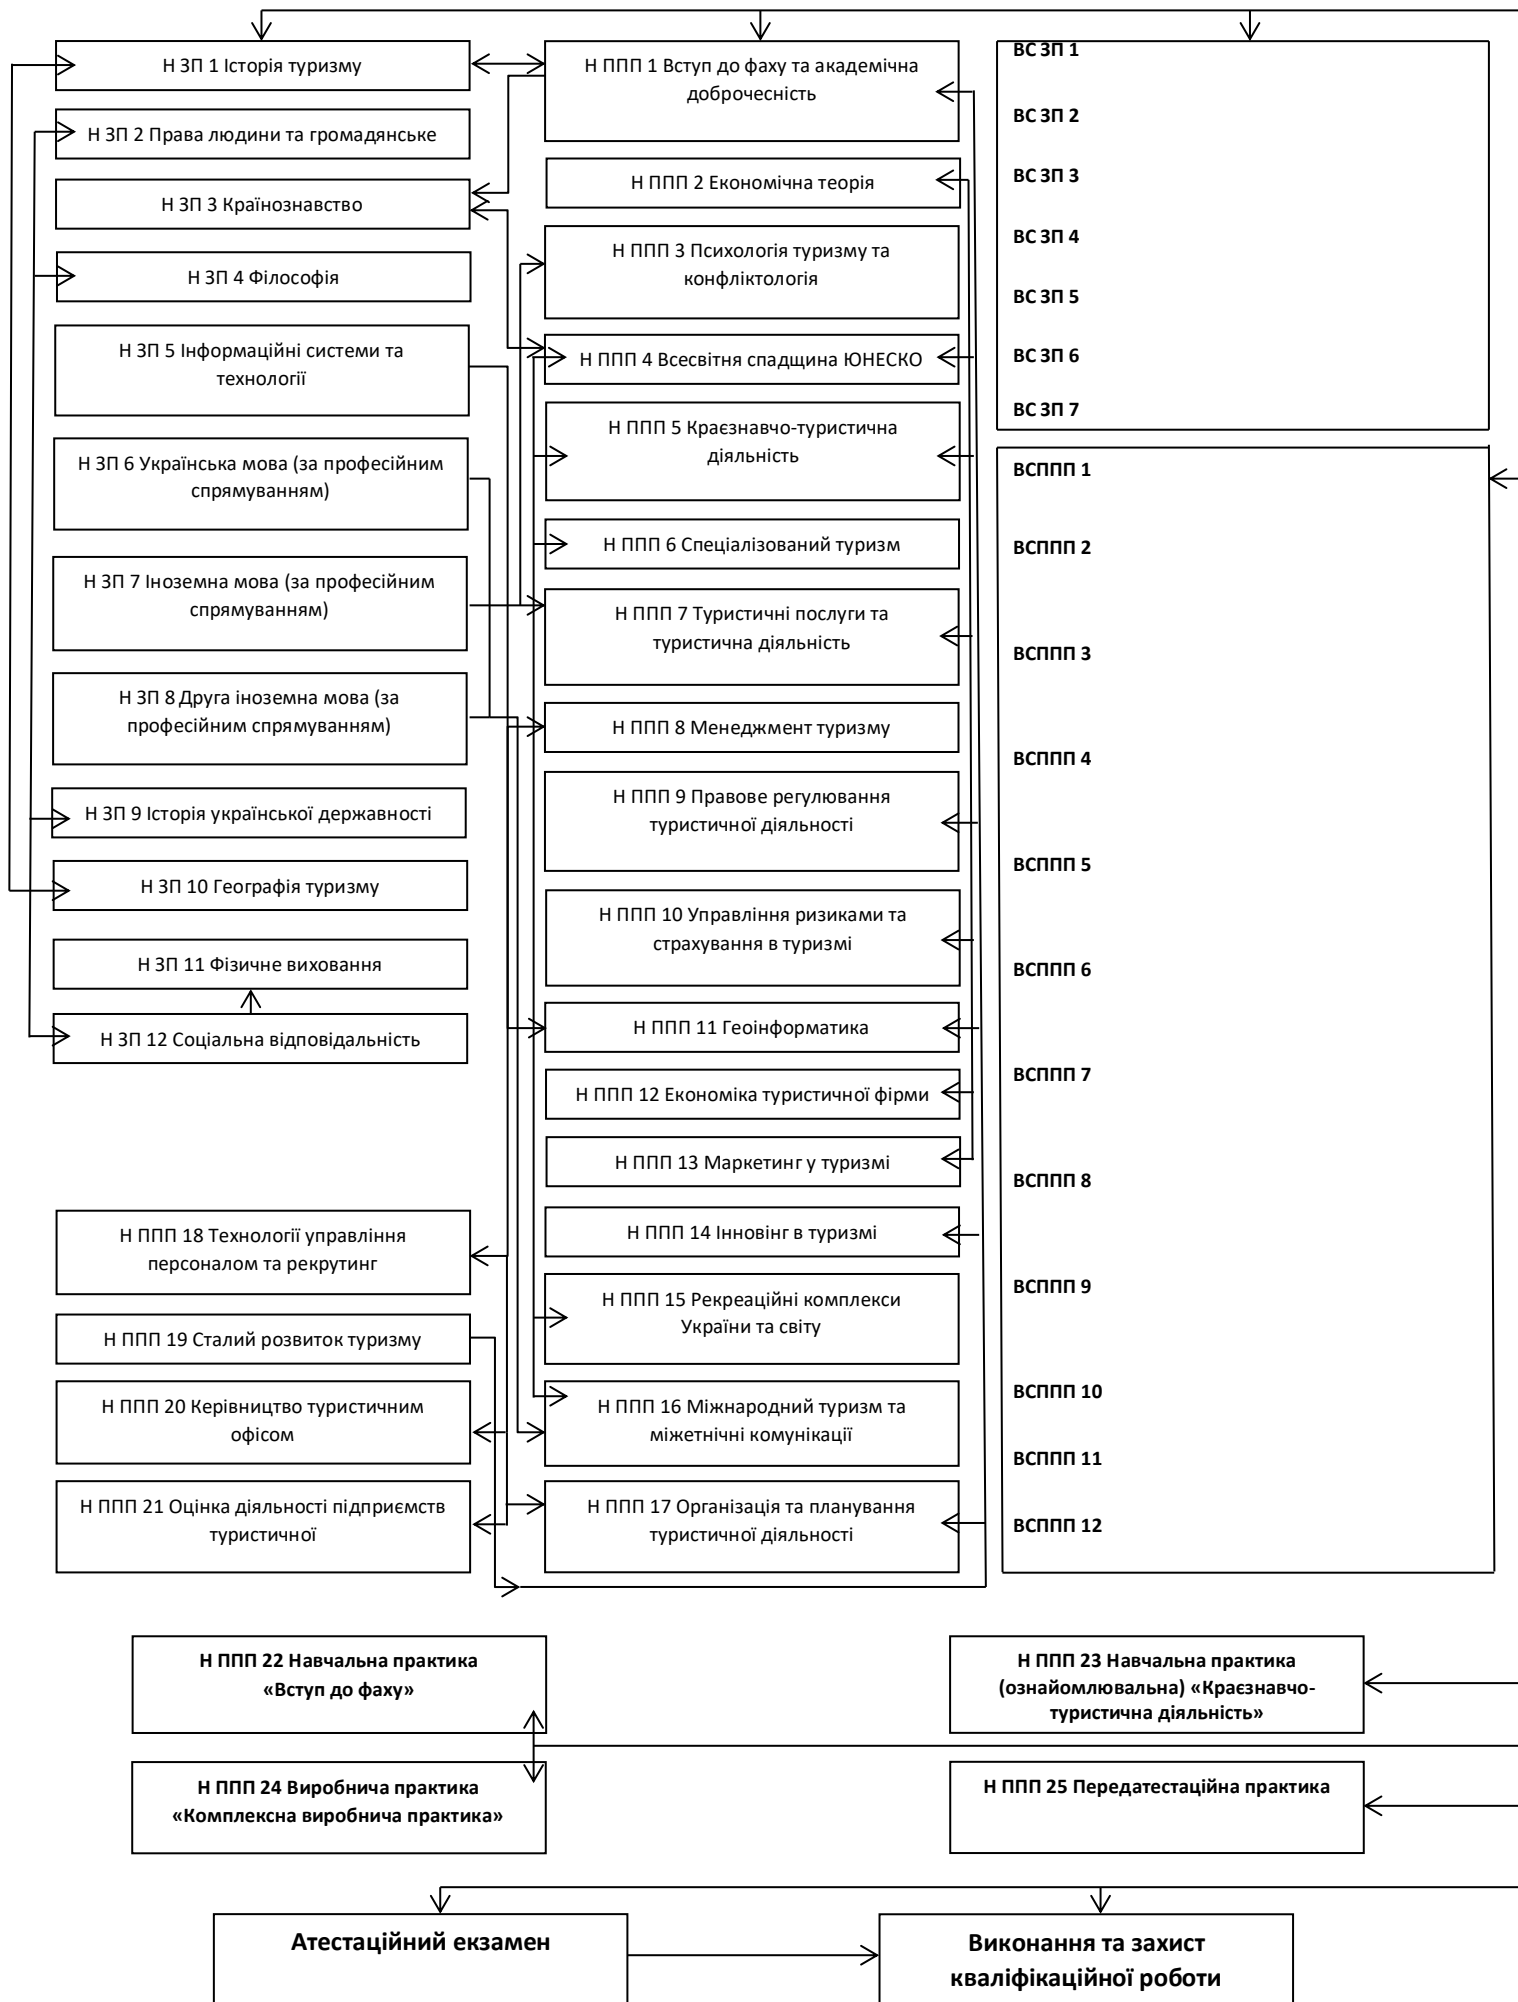 Н ЗП 1 Історія туризму
Н ЗП 2 Права людини та громадянське
Н ЗП 3 Країнознавство
Н ЗП 4 Філософія
Н ЗП 5 Інформаційні системи та
технології
Н ЗП 6 Українська мова (за професійним
спрямуванням)
Н ЗП 7 Іноземна мова (за професійним
спрямуванням)
Н ЗП 8 Друга іноземна мова (за
професійним спрямуванням)
Н ЗП 9 Історія української державності
Н ЗП 10 Географія туризму
Н ЗП 11 Фізичне виховання
Н ЗП 12 Соціальна відповідальність
Н ППП 18 Технології управління
персоналом та рекрутинг
Н ППП 19 Сталий розвиток туризму
Н ППП 20 Керівництво туристичним
офісом
Н ППП 21 Оцінка діяльності підприємств
туристичної
Н ППП 1 Вступ до фаху та академічна
доброчесність
Н ППП 2 Економічна теорія
Н ППП 3 Психологія туризму та
конфліктологія
Н ППП 4 Всесвітня спадщина ЮНЕСКО
Н ППП 5 Краєзнавчо-туристична
діяльність
Н ППП 6 Спеціалізований туризм
Н ППП 7 Туристичні послуги та
туристична діяльність
Н ППП 8 Менеджмент туризму
Н ППП 9 Правове регулювання
туристичної діяльності
Н ППП 10 Управління ризиками та
страхування в туризмі
Н ППП 11 Геоінформатика
Н ППП 12 Економіка туристичної фірми
Н ППП 13 Маркетинг у туризмі
Н ППП 14 Інновінг в туризмі
Н ППП 15 Рекреаційні комплекси
України та світу
Н ППП 16 Міжнародний туризм та
міжетнічні комунікації
Н ППП 17 Організація та планування
туристичної діяльності
ВС ЗП 1
ВС ЗП 2
ВС ЗП 3
ВС ЗП 4
ВС ЗП 5
ВС ЗП 6
ВС ЗП 7
ВСППП 1
ВСППП 2
ВСППП 3
ВСППП 4
ВСППП 5
ВСППП 6
ВСППП 7
ВСППП 8
ВСППП 9
ВСППП 10
ВСППП 11
ВСППП 12
Н ППП 22 Навчальна практика
«Вступ до фаху»
Н ППП 23 Навчальна практика
(ознайомлювальна) «Краєзнавчо-
туристична діяльність»
Н ППП 24 Виробнича практика
«Комплексна виробнича практика»
Н ППП 25 Передатестаційна практика
Атестаційний екзамен
Виконання та захист
кваліфікаційної роботи